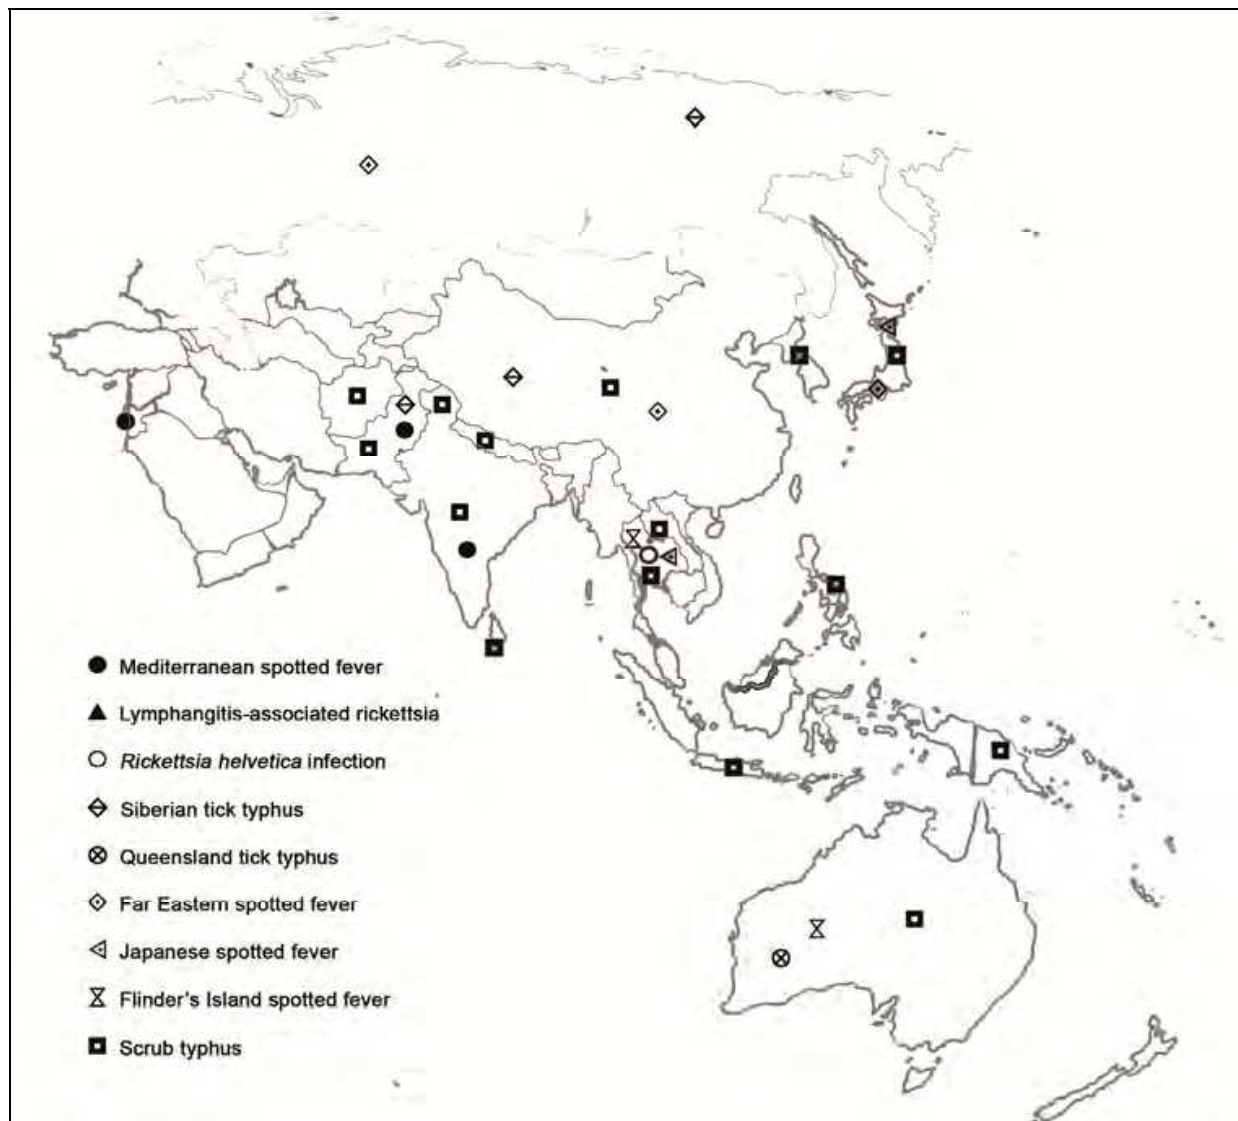 Mediterranean spotted fever
Lymphangitis-associated rickettsia
Rickettsia helvetica infection
Siberian tick typhus
Queensland tick typhus
Far Eastern spotted fever
Japanese spotted fever
Flinder's Island spotted fever
Scrub typhus